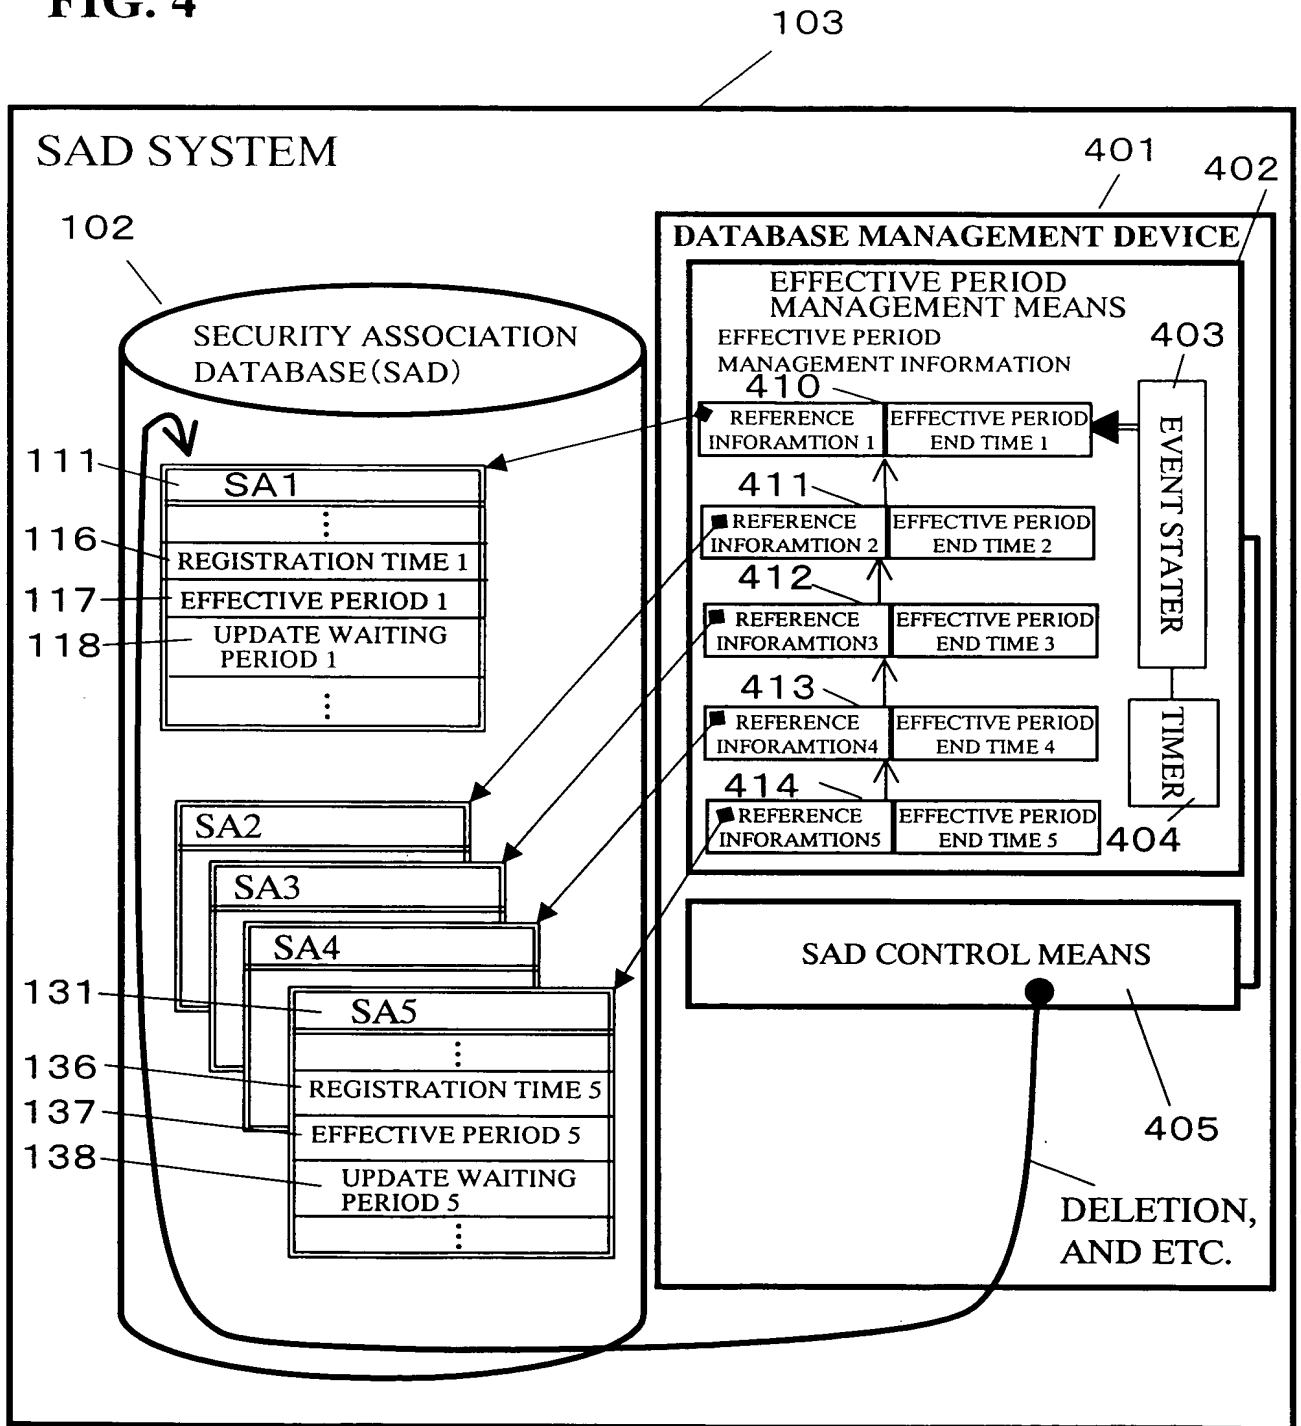 FIG. 4
103
SAD SYSTEM
401
402
102
DATABASE MANAGEMENT DEVICE
EFFECTIVE PERIOD
MANAGEMENT MEANS
SECURITY ASSOCIATION
DATABASE(SAD)
EFFECTIVE PERIOD
MANAGEMENT INFORMATION
403
410
REFERENCE
INFORAMTION 1
EFFECTIVE PERIOD
END TIME 1
EVENT STATER
111
SA1
⋮
116
REGISTRATION TIME 1
117
EFFECTIVE PERIOD 1
118
UPDATE WAITING
PERIOD 1
⋮
411
REFERENCE
INFORAMTION 2
EFFECTIVE PERIOD
END TIME 2
412
REFERENCE
INFORAMTION3
EFFECTIVE PERIOD
END TIME 3
413
REFERENCE
INFORAMTION4
EFFECTIVE PERIOD
END TIME 4
TIMER
414
REFERENCE
INFORAMTION5
EFFECTIVE PERIOD
END TIME 5
404
SA2
SA3
SA4
SAD CONTROL MEANS
131
SA5
⋮
136
REGISTRATION TIME 5
137
EFFECTIVE PERIOD 5
138
UPDATE WAITING
PERIOD 5
⋮
405
DELETION,
AND ETC.